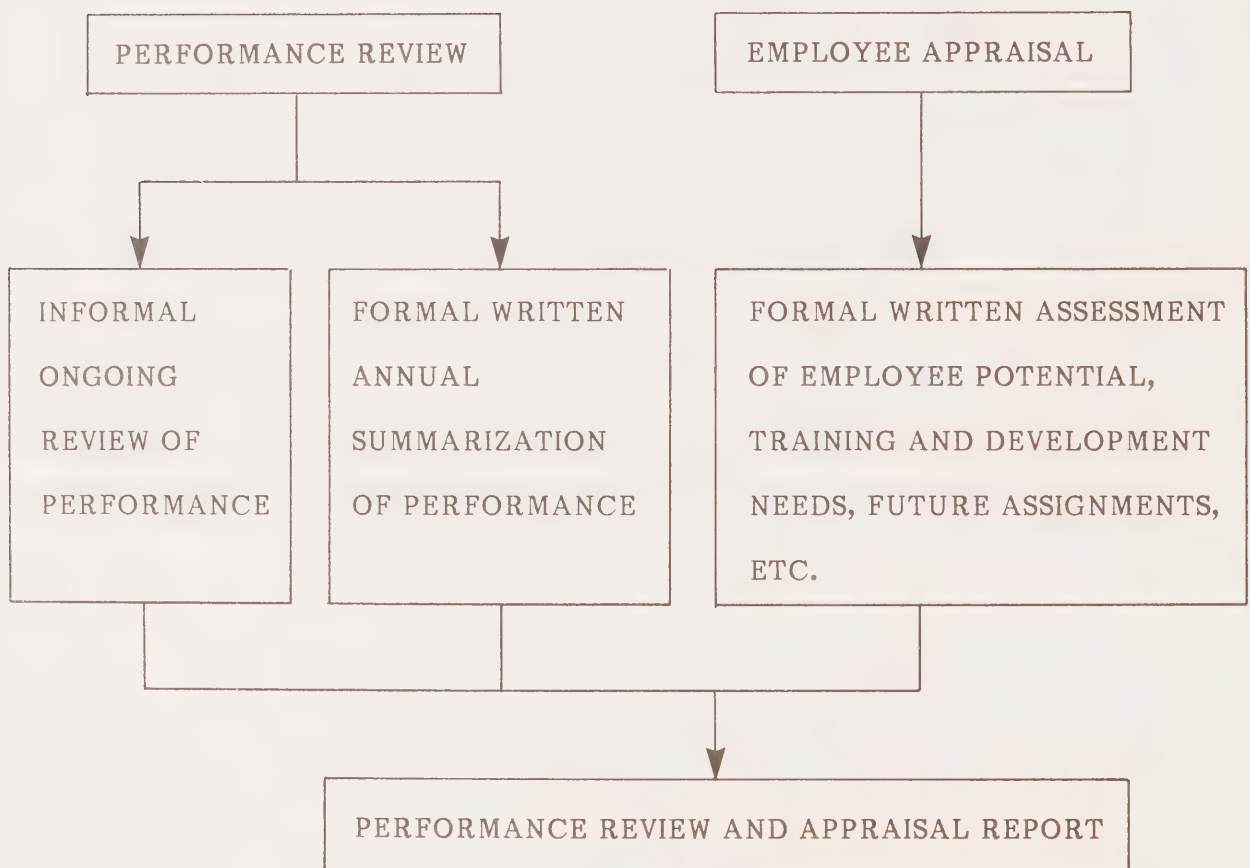 PERFORMANCE REVIEW
EMPLOYEE APPRAISAL
INFORMAL
ONGOING
REVIEW OF
PERFORMANCE
FORMAL WRITTEN
ANNUAL
SUMMARIZATION
OF PERFORMANCE
FORMAL WRITTEN ASSESSMENT
OF EMPLOYEE POTENTIAL,
TRAINING AND DEVELOPMENT
NEEDS, FUTURE ASSIGNMENTS,
ETC.
PERFORMANCE REVIEW AND APPRAISAL REPORT